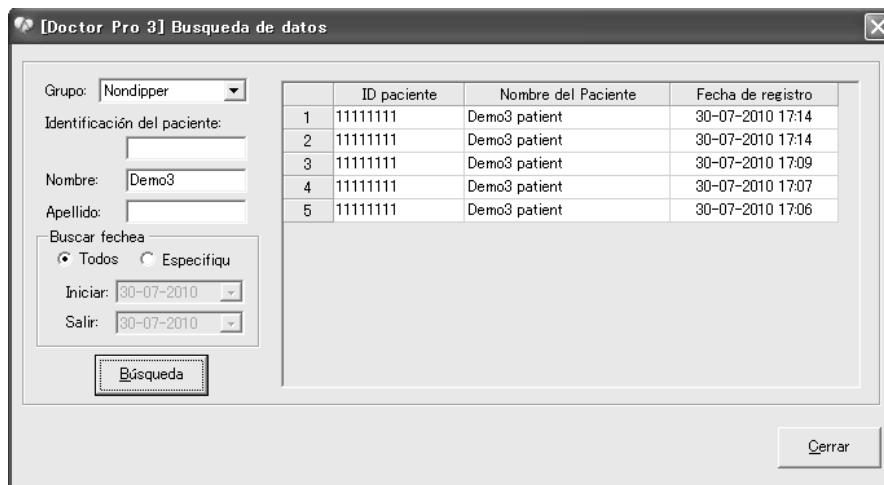 [Doctor Pro 3] Busqueda de datos
Grupo: Nondipper
Identificación del paciente:
Nombre: Demo3
Apellido:
Buscar fechea
Todos Especifiqu
Iniciar: 30-07-2010
Salir: 30-07-2010
Búsqueda
ID paciente Nombre del Paciente Fecha de registro
1 11111111 Demo3 patient 30-07-2010 17:14
2 11111111 Demo3 patient 30-07-2010 17:14
3 11111111 Demo3 patient 30-07-2010 17:09
4 11111111 Demo3 patient 30-07-2010 17:07
5 11111111 Demo3 patient 30-07-2010 17:06
Cerrar